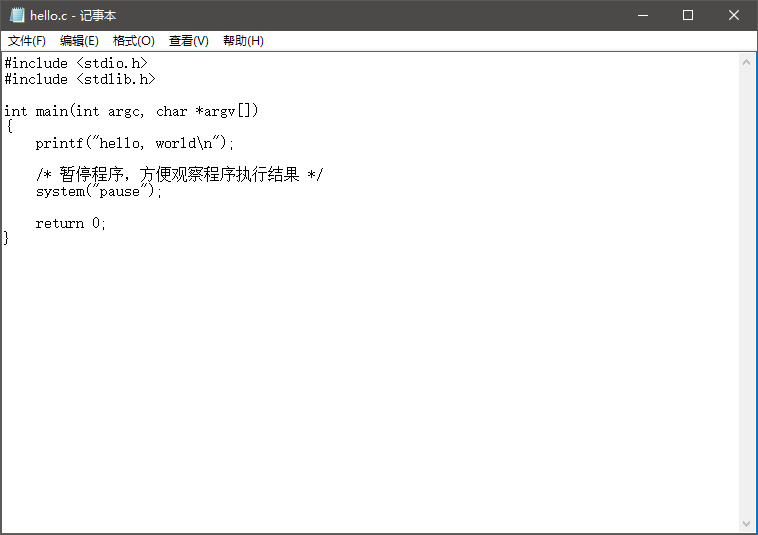 hello.c - 记事本
文件(F) 编辑(E) 格式(O) 查看(V) 帮助(H)
#include <stdio.h>
#include <stdlib.h>
int main(int argc, char *argv[])
{
    printf("hello, world\n");
    /* 暂停程序，方便观察程序执行结果 */
    system("pause");
    return 0;
}